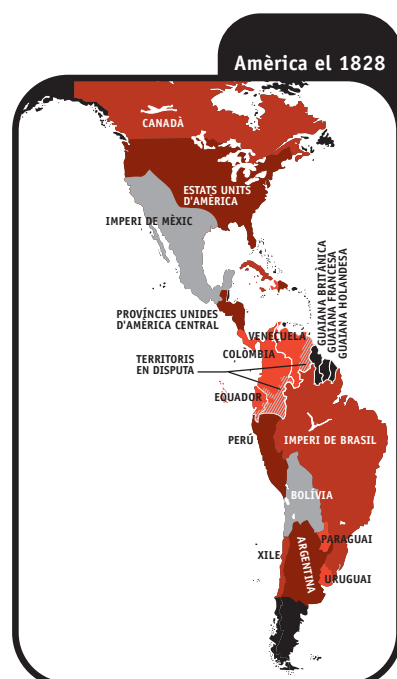 Amèrica el 1828
CANADÀ
ESTATS UNITS
D'AMÈRICA
IMPERI DE MÈXIC
GUAIANA BRITÀNICA
GUAIANA FRANCESA
GUAIANA HOLANDESA
PROVÍNCIES UNIDES
D'AMÈRICA CENTRAL
VENEÇUELA
COLÒMBIA
TERRITORIS
EN DISPUTA
EQUADOR
PERÚ
IMPERI DE BRASIL
BOLÍVIA
PARAGUAI
XILE
ARGENTINA
URUGUAI